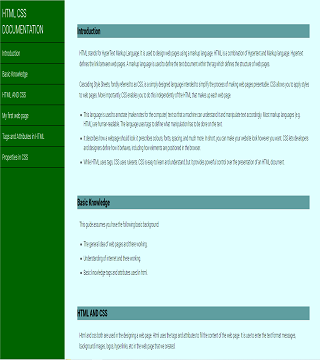 HTML CSS
DOCUMENTATION
Introduction
Basic Knowledge
HTML AND CSS
My first web page
Tags and Attributes in HTML
Properties in CSS
Introduction
HTML stands for HyperText Markup Language. It is used to design web pages using a markup language. HTML is a combination of Hypertext and Markup language. Hypertext
defines the link between web pages. A markup language is used to define the text document within the tag which defines the structure of web pages.
Cascading Style Sheets, fondly referred to as CSS, is a simply designed language intended to simplify the process of making web pages presentable. CSS allows you to apply styles
to web pages. More importantly, CSS enables you to do this independently of the HTML that makes up each web page.
This language is used to annotate (make notes for the computer) text so that a machine can understand it and manipulate text accordingly. Most markup languages (e.g.
HTML) are human-readable. The language uses tags to define what manipulation has to be done on the text.
It describes how a webpage should look: it prescribes colours, fonts, spacing, and much more. In short, you can make your website look however you want. CSS lets developers
and designers define how it behaves, including how elements are positioned in the browser.
While HTML uses tags, CSS uses rulesets. CSS is easy to learn and understand, but it provides powerful control over the presentation of an HTML document.
Basic Knowledge
This guide assumes you have the following basic background:
The general idea of web pages and there working.
Understanding of internet and there working.
Basic knowledge tags and attributes used in html.
HTML AND CSS
Html and css both are used in the designing a web page. Html uses the tags and attributes to fill the content of the web page. It is use to enter the text format messages,
background images, logos, hyperlinks etc in the web page that we created.